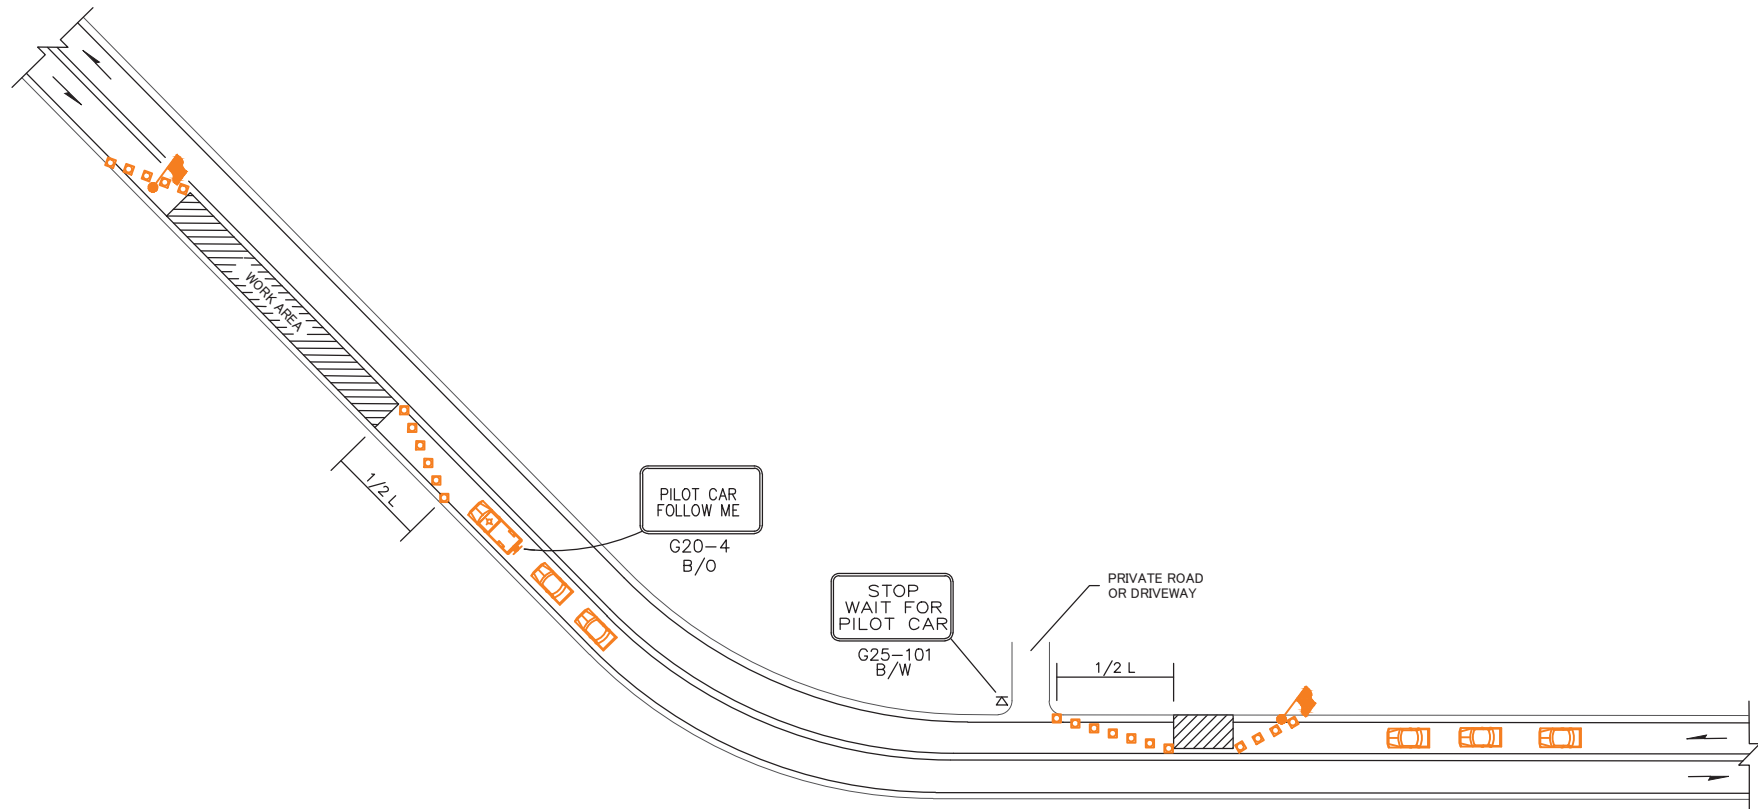 WORK AREA
1/2 L
PILOT CAR
FOLLOW ME
G20-4
B/O
STOP
WAIT FOR
PILOT CAR
G25-101
B/W
PRIVATE ROAD
OR DRIVEWAY
1/2 L